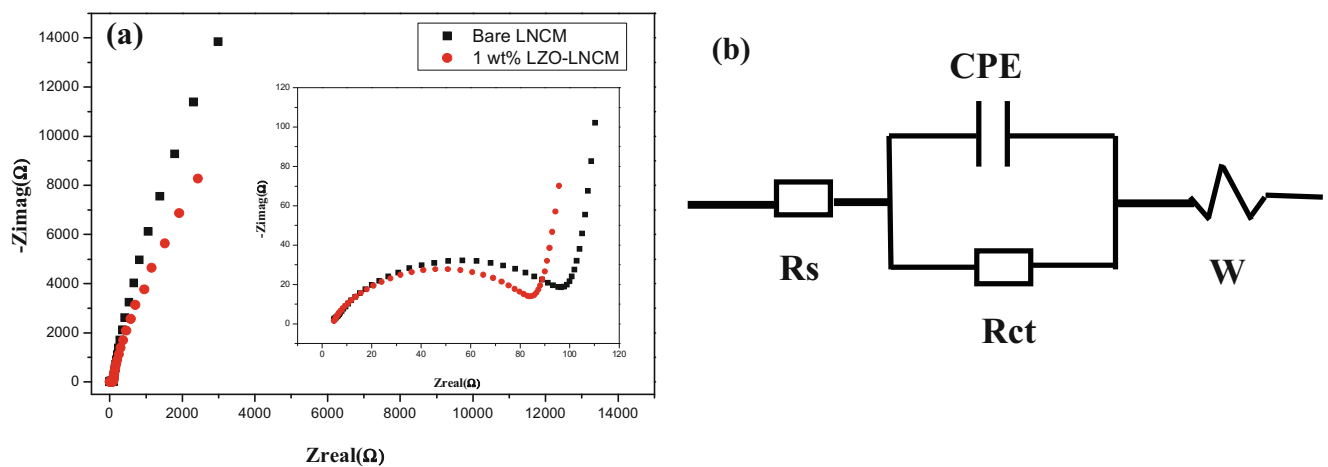 (a)
Bare LNCM
1 wt% LZO-LNCM
-Zimag(Ω)
14000
12000
10000
8000
6000
4000
2000
0
0 2000 4000 6000 8000 10000 12000 14000
Zreal(Ω)
-Zimag(Ω)
120
100
80
60
40
20
0
0 20 40 60 80 100 120
Zreal(Ω)
(b)
CPE
Rs
Rct
W